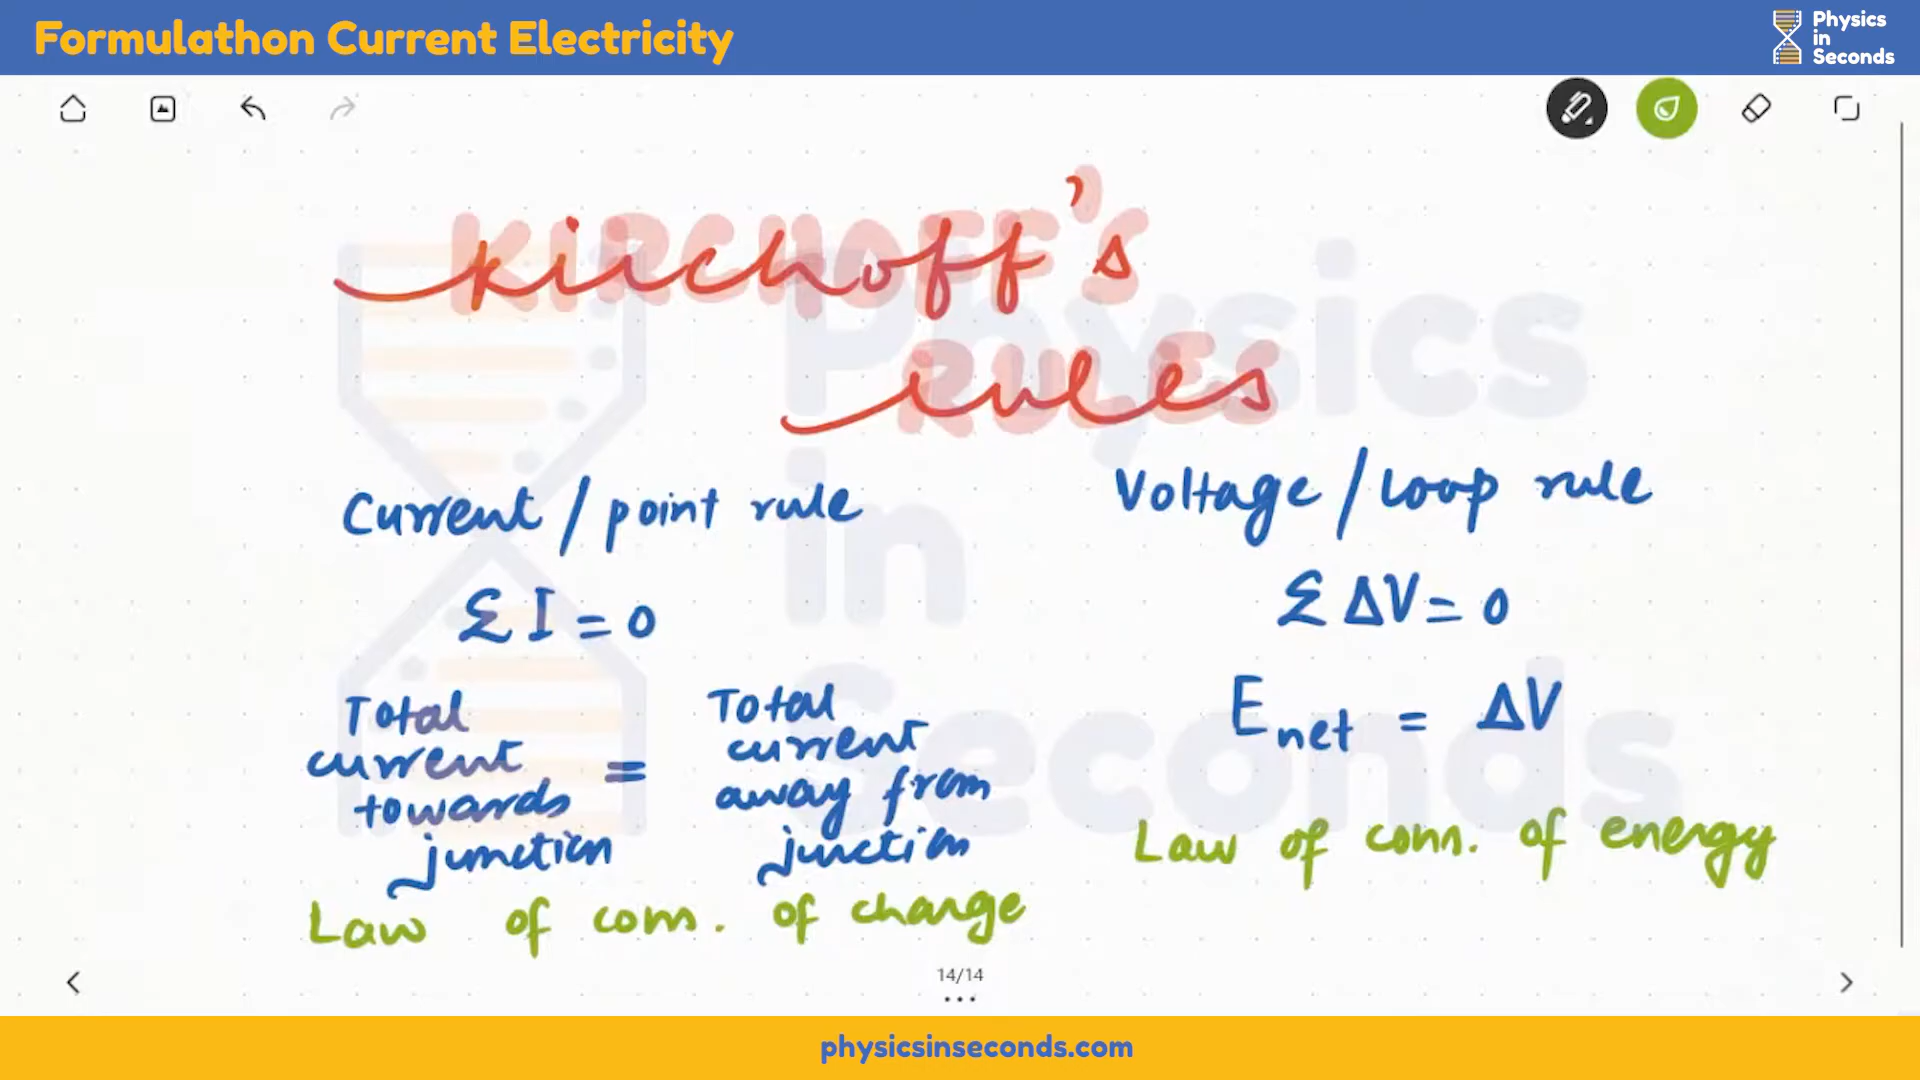 Formulathon Current Electricity
Physics
in
Seconds
Kirchoff's
rules
Current / point rule
Σ I = 0
Total
current
towards
junction
=
Total
current
away from
junction
Law of cons. of charge
Voltage / Loop rule
Σ ΔV = 0
E net = ΔV
Law of cons. of energy
14/14
physicsinseconds.com